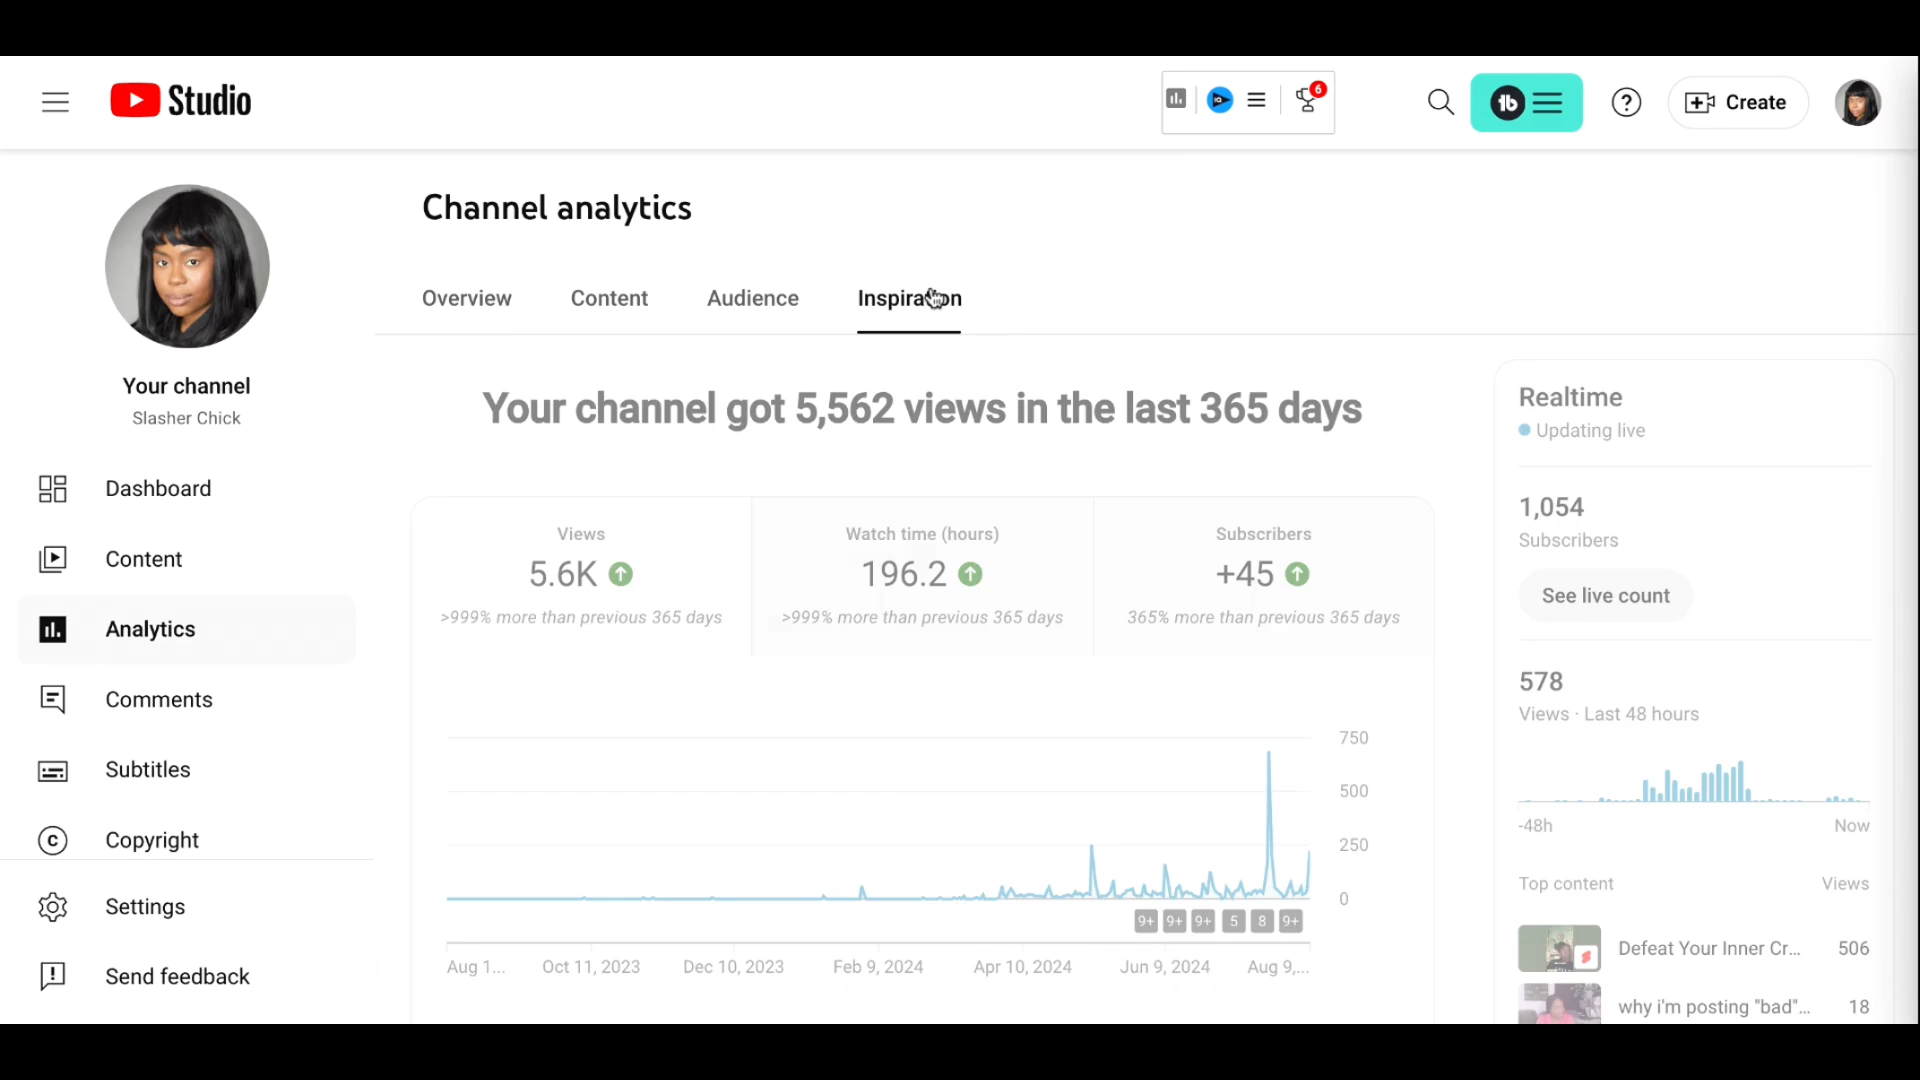 Studio
6
Create
Channel analytics
Your channel
Slasher Chick
Dashboard
Content
Analytics
Comments
Subtitles
Copyright
Settings
Send feedback
Overview Content Audience Inspiration
Your channel got 5,562 views in the last 365 days
Views
5.6K
>999% more than previous 365 days
Watch time (hours)
196.2
>999% more than previous 365 days
Subscribers
+45
365% more than previous 365 days
750
500
250
0
9+ 9+ 9+ 5 8 9+
Aug 1... Oct 11, 2023 Dec 10, 2023 Feb 9, 2024 Apr 10, 2024 Jun 9, 2024 Aug 9,...
Realtime
Updating live
1,054
Subscribers
See live count
578
Views · Last 48 hours
-48h Now
Top content Views
Defeat Your Inner Cr... 506
why i'm posting "bad"... 18